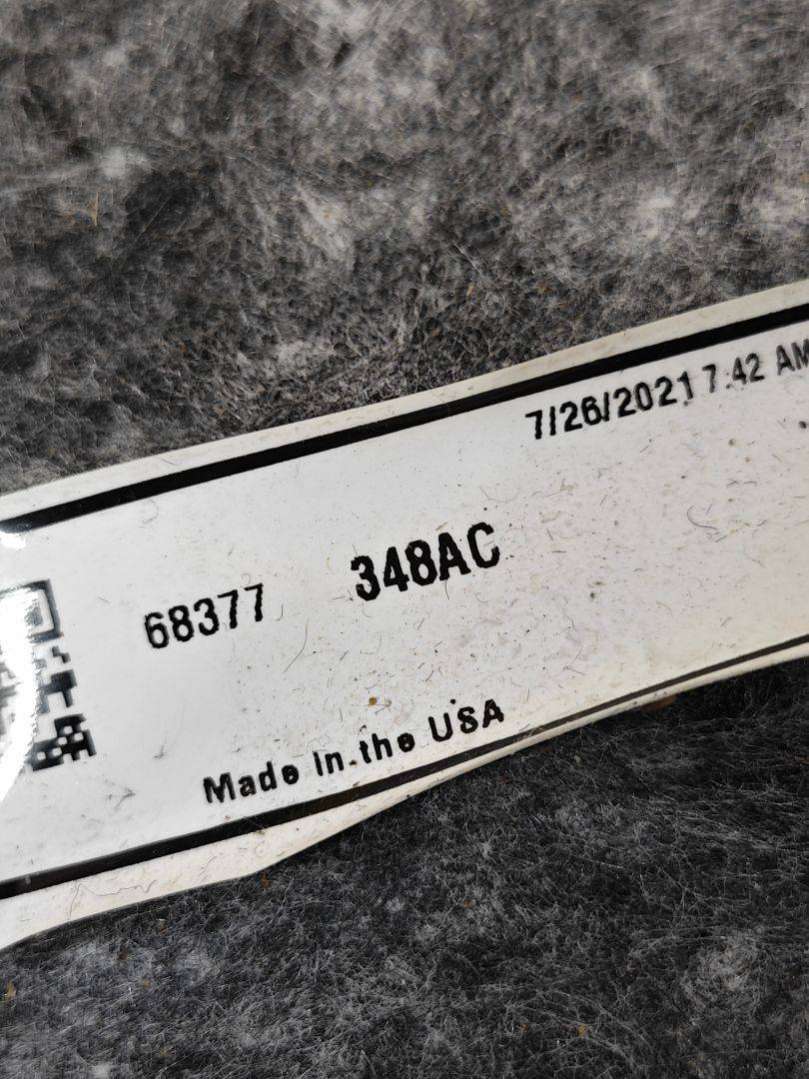 7/26/2021 7:42 AM
68377 348AC
Made in the USA